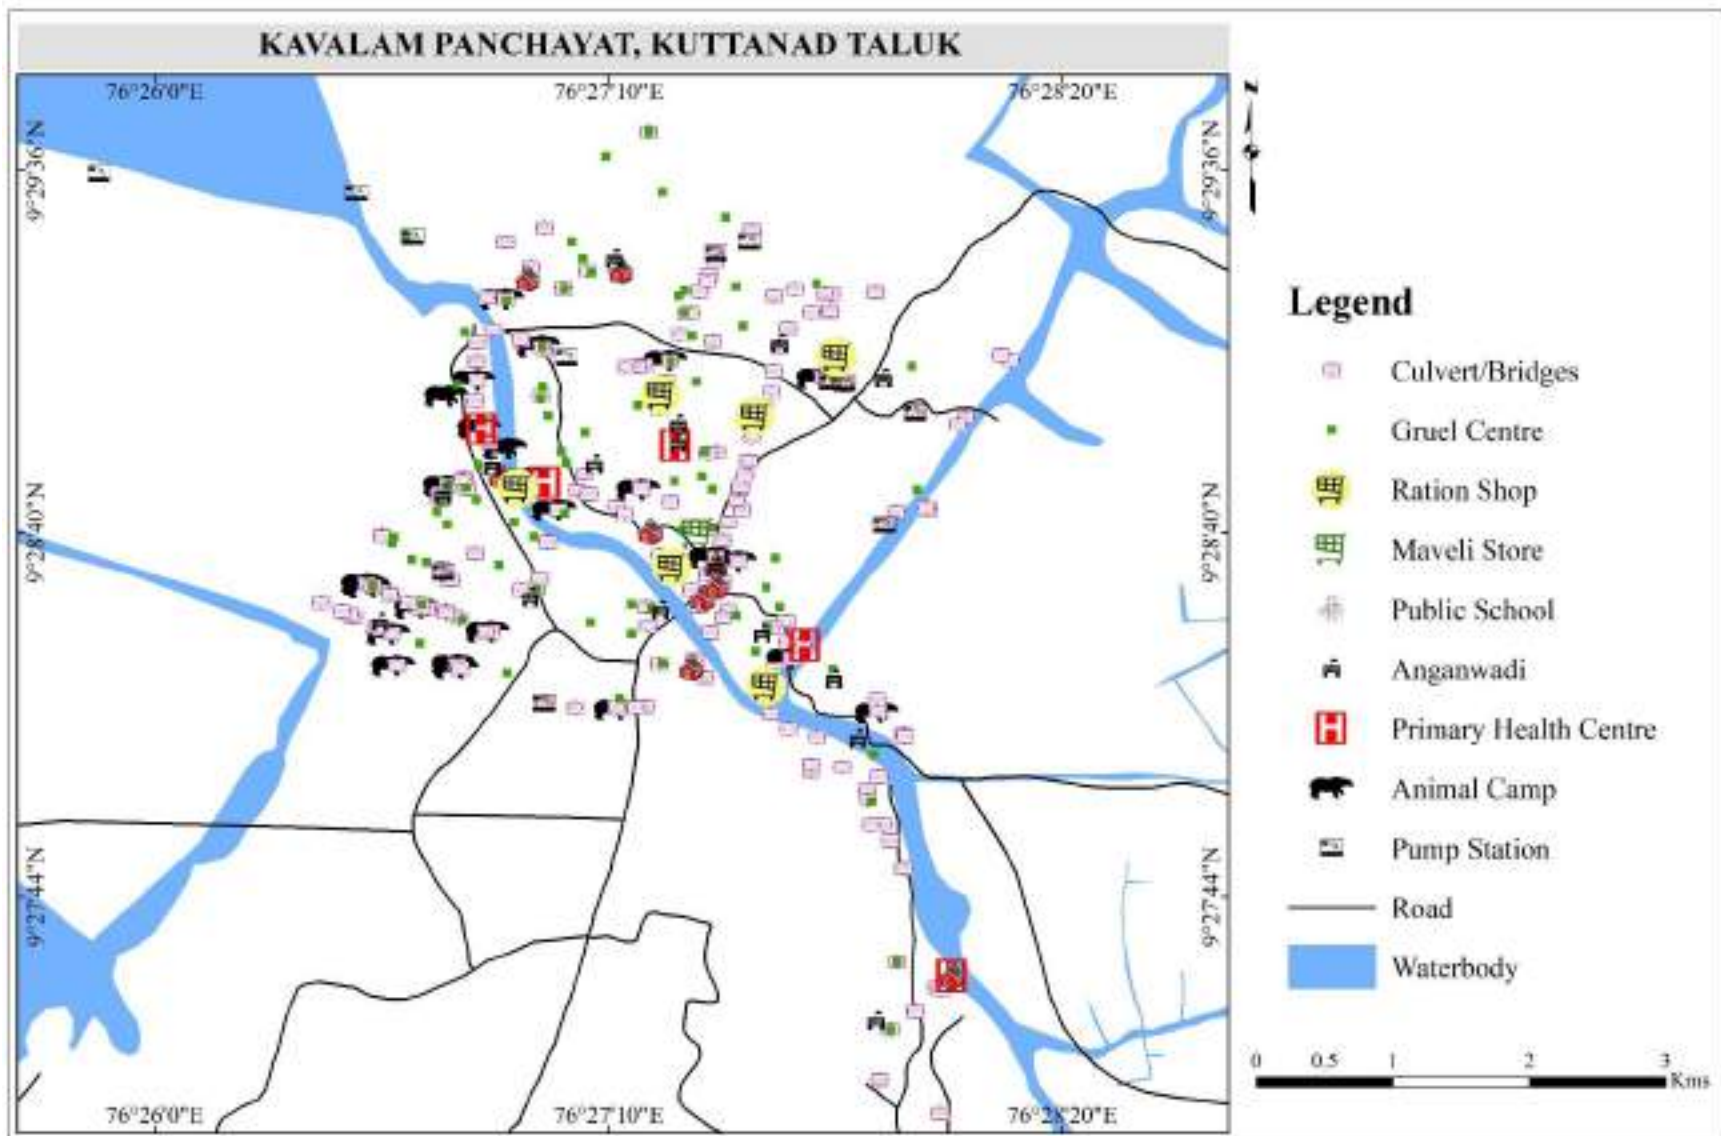 KAVALAM PANCHAYAT, KUTTANAD TALUK
76°26'0"E
76°27'10"E
76°28'20"E
z
9°29'36"N
9°29'36"N
9°28'40"N
9°28'40"N
9°27'44"N
9°27'44"N
76°26'0"E
76°27'10"E
76°28'20"E
Legend
Culvert/Bridges
Gruel Centre
Ration Shop
Maveli Store
Public School
Anganwadi
Primary Health Centre
Animal Camp
Pump Station
Road
Waterbody
0 0.5 1 2 3
Kms